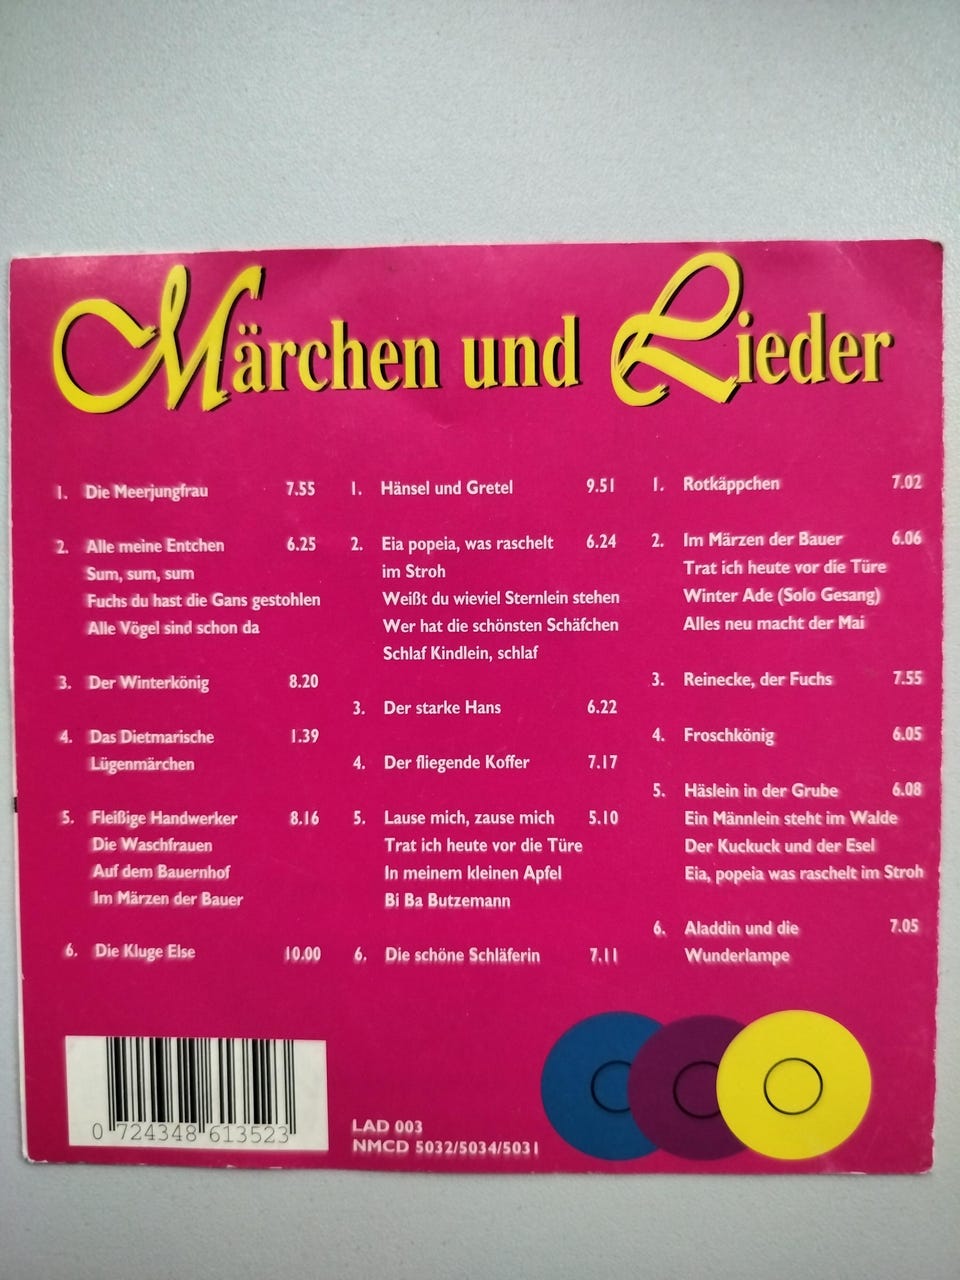 Märchen und Lieder
1. Die Meerjungfrau 7.55
2. Alle meine Entchen 6.25
Sum, sum, sum
Fuchs du hast die Gans gestohlen
Alle Vögel sind schon da
3. Der Winterkönig 8.20
4. Das Dietmarische 1.39
Lügenmärchen
5. Fleißige Handwerker 8.16
Die Waschfrauen
Auf dem Bauernhof
Im Märzen der Bauer
6. Die Kluge Else 10.00
1. Hänsel und Gretel 9.51
2. Eia popeia, was raschelt 6.24
im Stroh
Weißt du wieviel Sternlein stehen
Wer hat die schönsten Schäfchen
Schlaf Kindlein, schlaf
3. Der starke Hans 6.22
4. Der fliegende Koffer 7.17
5. Lause mich, zause mich 5.10
Trat ich heute vor die Türe
In meinem kleinen Apfel
Bi Ba Butzemann
6. Die schöne Schläferin 7.11
1. Rotkäppchen 7.02
2. Im Märzen der Bauer 6.06
Trat ich heute vor die Türe
Winter Ade (Solo Gesang)
Alles neu macht der Mai
3. Reinecke, der Fuchs 7.55
4. Froschkönig 6.05
5. Häslein in der Grube 6.08
Ein Männlein steht im Walde
Der Kuckuck und der Esel
Eia, popeia was raschelt im Stroh
6. Aladdin und die 7.05
Wunderlampe
0 724348 613523
LAD 003
NMCD 5032/5034/5031